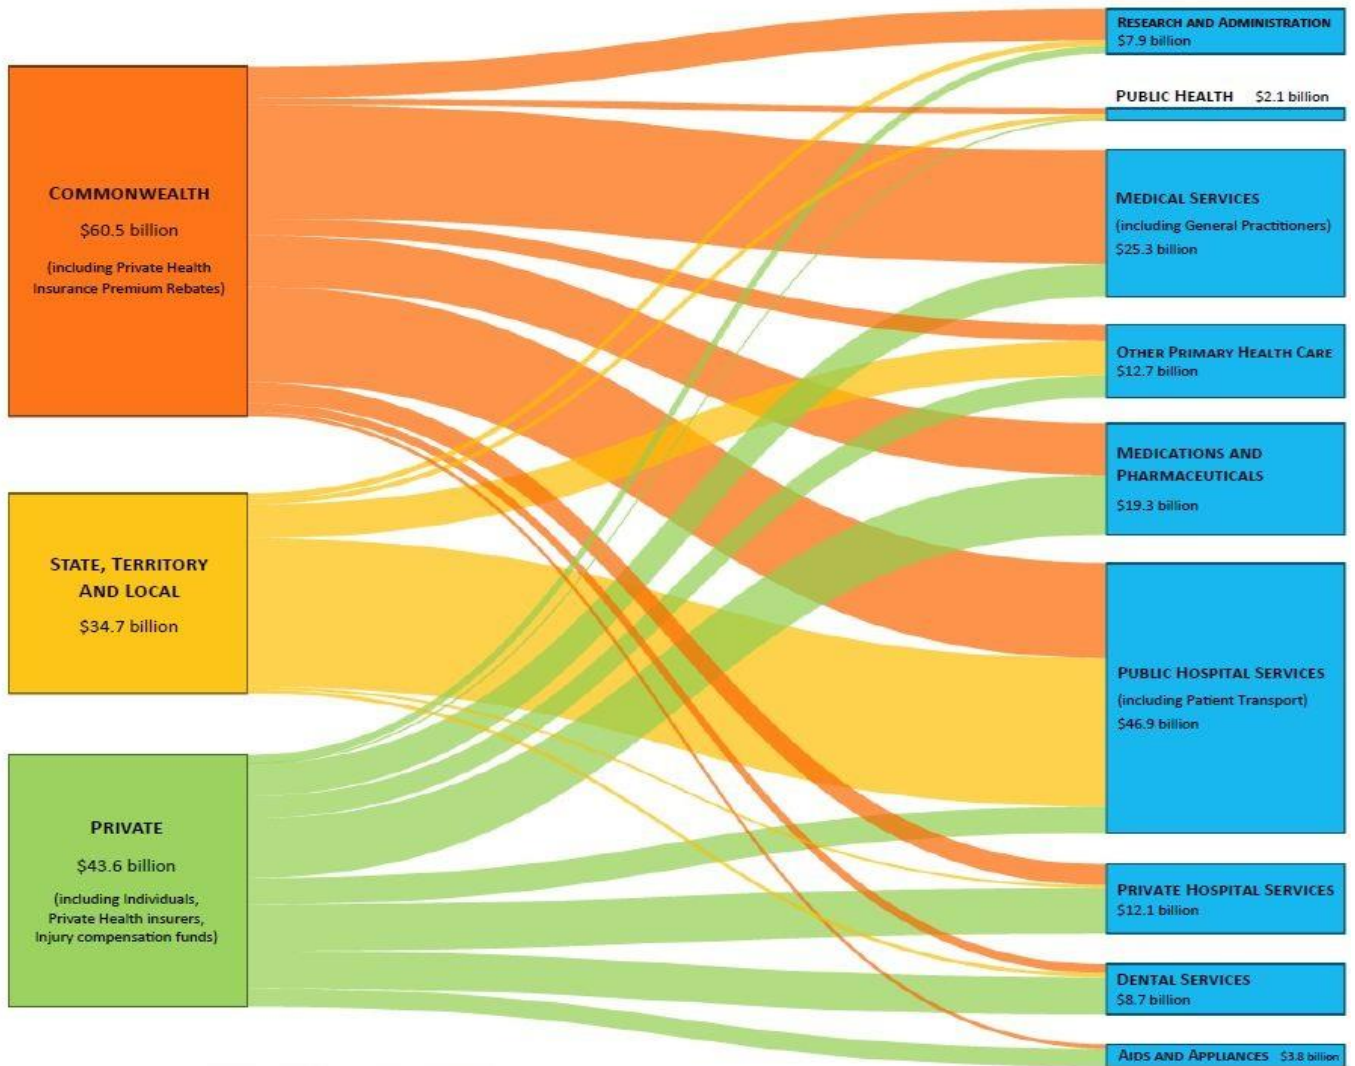 COMMONWEALTH
$60.5 billion
(including Private Health
Insurance Premium Rebates)
STATE, TERRITORY
AND LOCAL
$34.7 billion
PRIVATE
$43.6 billion
(including Individuals,
Private Health insurers,
Injury compensation funds)
RESEARCH AND ADMINISTRATION
$7.9 billion
PUBLIC HEALTH $2.1 billion
MEDICAL SERVICES
(including General Practitioners)
$25.3 billion
OTHER PRIMARY HEALTH CARE
$12.7 billion
MEDICATIONS AND
PHARMACEUTICALS
$19.3 billion
PUBLIC HOSPITAL SERVICES
(including Patient Transport)
$46.9 billion
PRIVATE HOSPITAL SERVICES
$12.1 billion
DENTAL SERVICES
$8.7 billion
AIDS AND APPLIANCES $3.8 billion